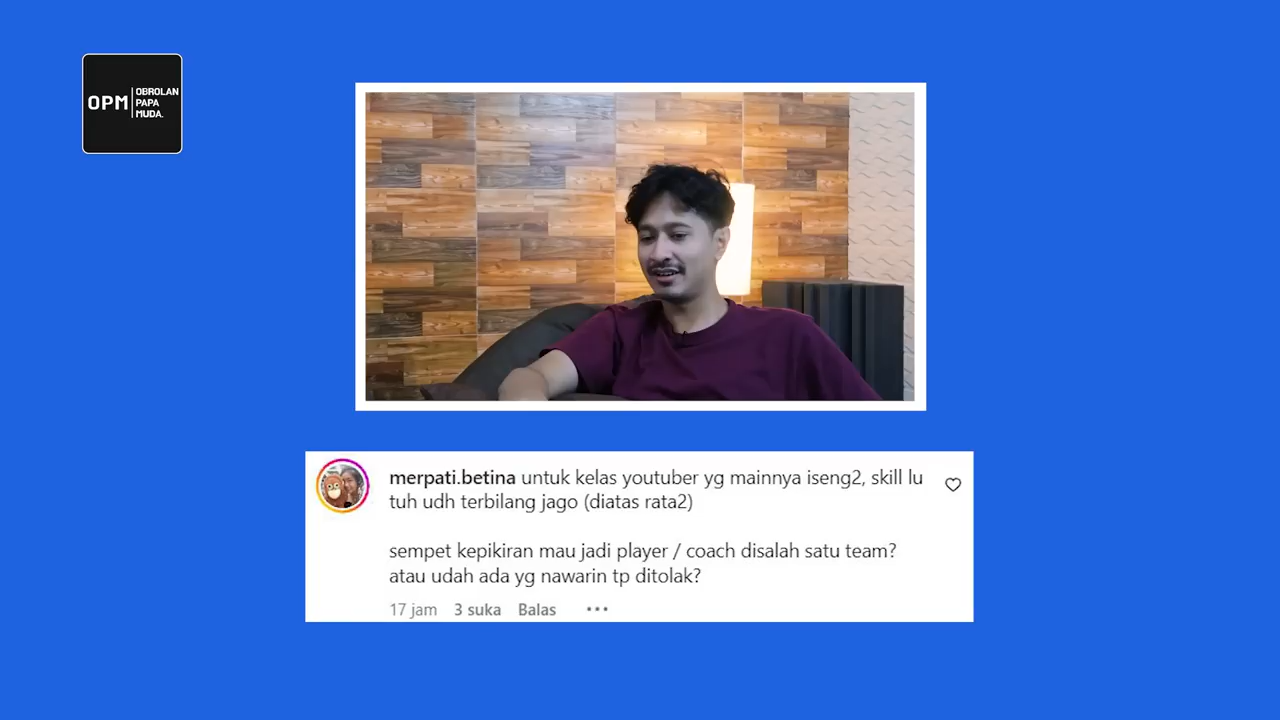 OPM
OBROLAN
PAPA
MUDA.
merpati.betina untuk kelas youtuber yg mainnya iseng2, skill lu
tuh udh terbilang jago (diatas rata2)
sempet kepikiran mau jadi player / coach disalah satu team?
atau udah ada yg nawarin tp ditolak?
17 jam 3 suka Balas •••